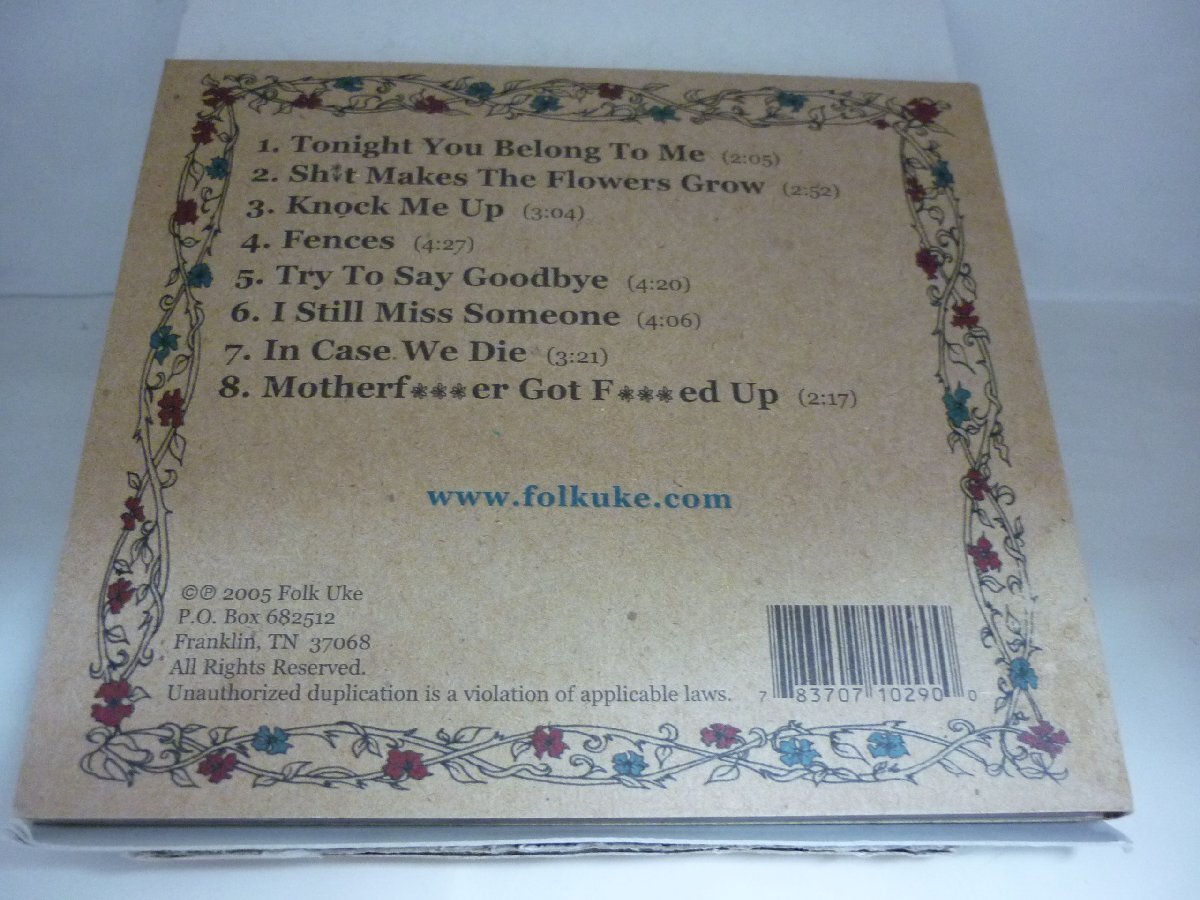 1. Tonight You Belong To Me (2:05)
2. Sh*t Makes The Flowers Grow (2:52)
3. Knock Me Up (3:04)
4. Fences (4:27)
5. Try To Say Goodbye (4:20)
6. I Still Miss Someone (4:06)
7. In Case We Die (3:21)
8. Motherf***er Got F***ed Up (2:17)
www.folkuke.com
©℗ 2005 Folk Uke
P.O. Box 682512
Franklin, TN 37068
All Rights Reserved.
Unauthorized duplication is a violation of applicable laws.
7 83707 10290 0